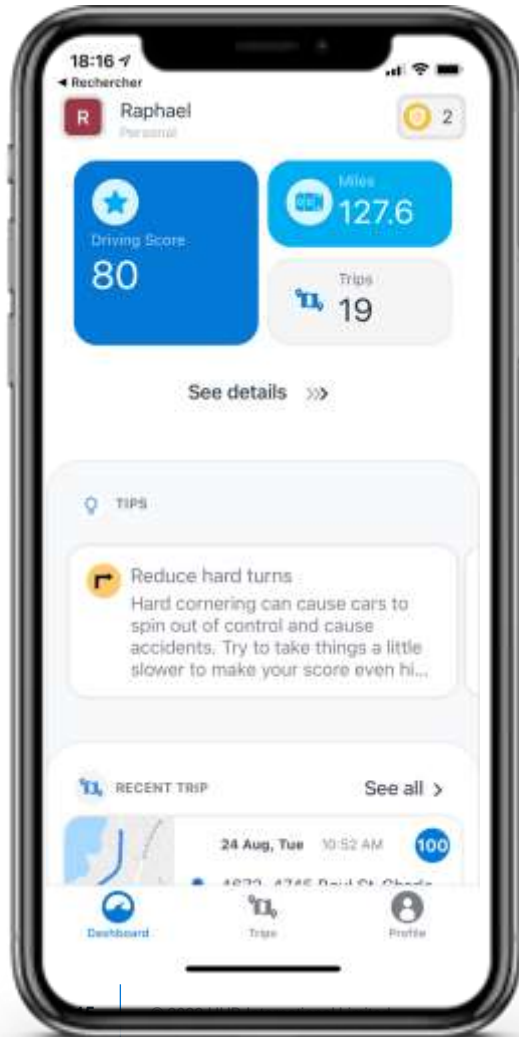 18:16
◀ Rechercher
R
Raphael
2
Personal
Miles
127.6
Driving Score
80
Trips
19
See details
TIPS
Reduce hard turns
Hard cornering can cause cars to
spin out of control and cause
accidents. Try to take things a little
slower to make your score even hi...
RECENT TRIP
See all >
24 Aug, Tue 10:52 AM 100
Dashboard
Trips
Profile